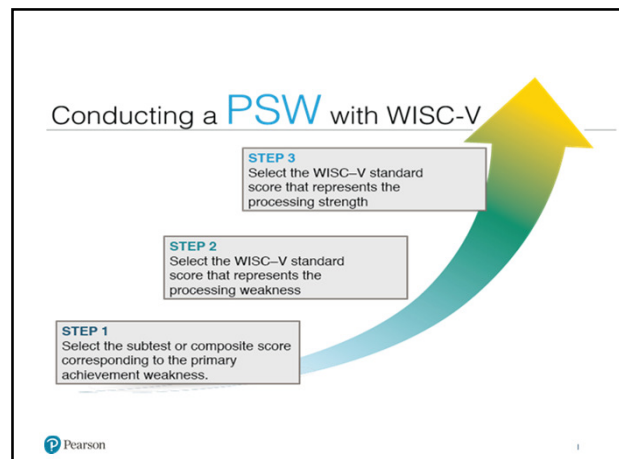 Conducting a PSW with WISC-V
STEP 3
Select the WISC–V standard
score that represents the
processing strength
STEP 2
Select the WISC–V standard
score that represents the
processing weakness
STEP 1
Select the subtest or composite score
corresponding to the primary
achievement weakness.
Pearson